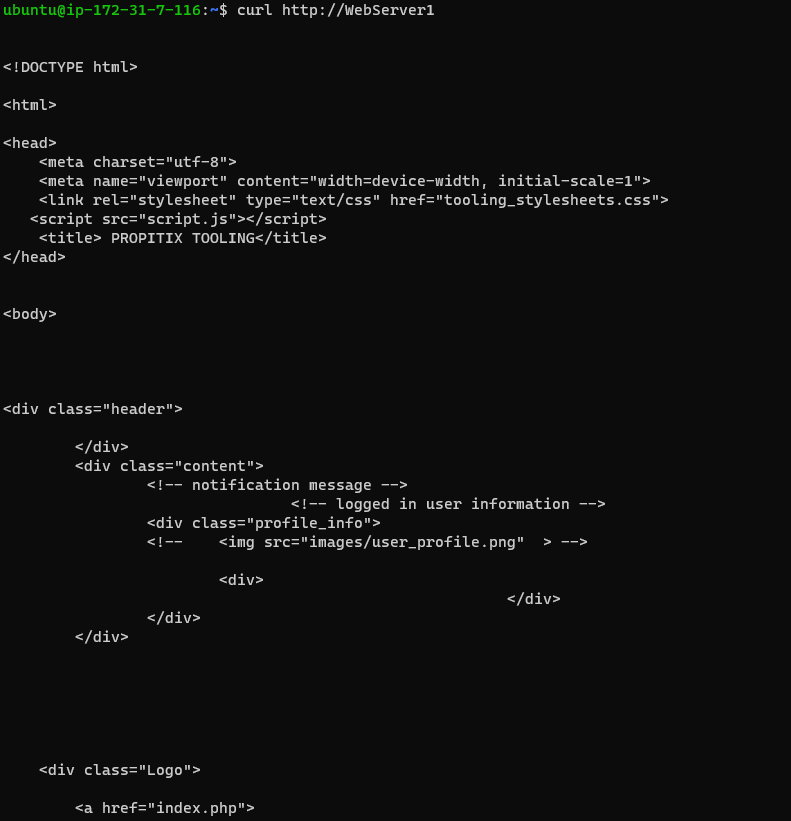 ubuntu@ip-172-31-7-116:~$ curl http://WebServer1
<!DOCTYPE html>
<html>
<head>
    <meta charset="utf-8">
    <meta name="viewport" content="width=device-width, initial-scale=1">
    <link rel="stylesheet" type="text/css" href="tooling_stylesheets.css">
   <script src="script.js"></script>
    <title> PROPITIX TOOLING</title>
</head>
<body>
<div class="header">
        </div>
        <div class="content">
                <!-- notification message -->
                                <!-- logged in user information -->
                <div class="profile_info">
                <!--    <img src="images/user_profile.png"  > -->
                        <div>
                                                        </div>
                </div>
        </div>
    <div class="Logo">
        <a href="index.php">